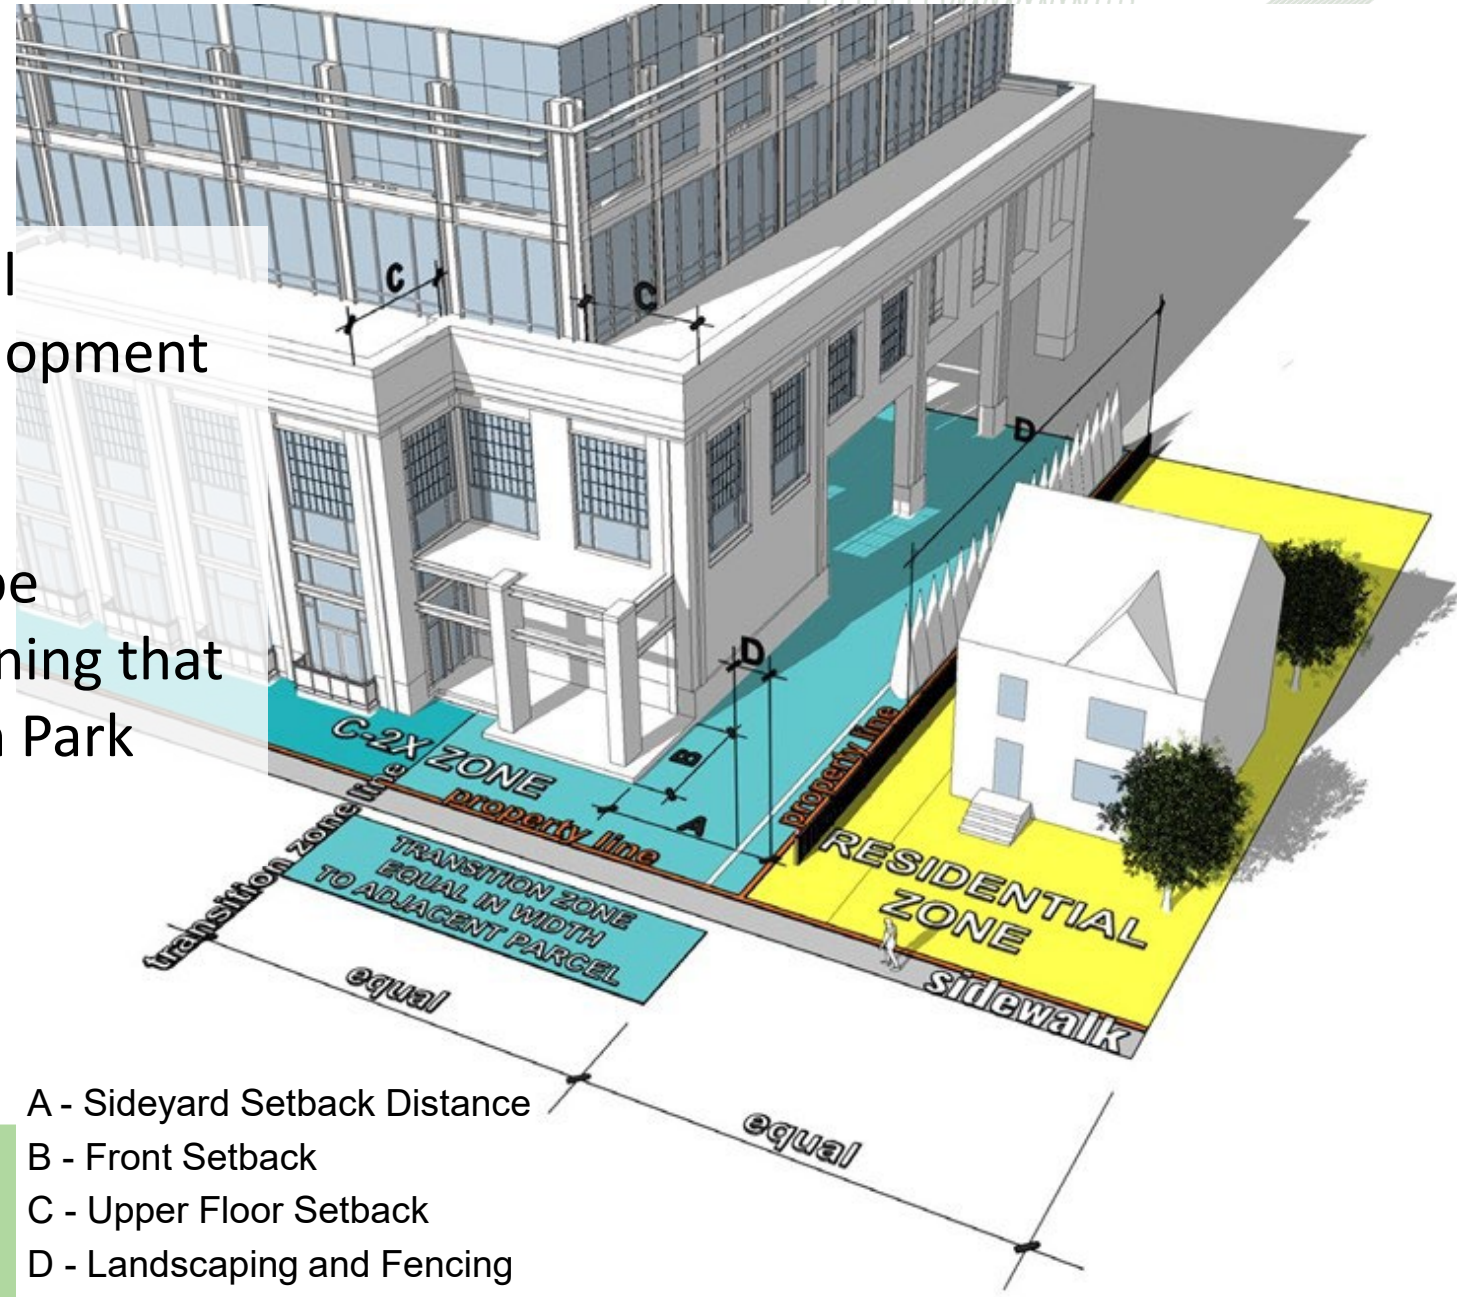 l
opment
be
ning that
Park
C
C
D
D
B
A
C-2X ZONE
property line
property line
transition zone line
TRANSITION ZONE
EQUAL IN WIDTH
TO ADJACENT PARCEL
RESIDENTIAL
ZONE
sidewalk
equal
equal
A - Sideyard Setback Distance
B - Front Setback
C - Upper Floor Setback
D - Landscaping and Fencing